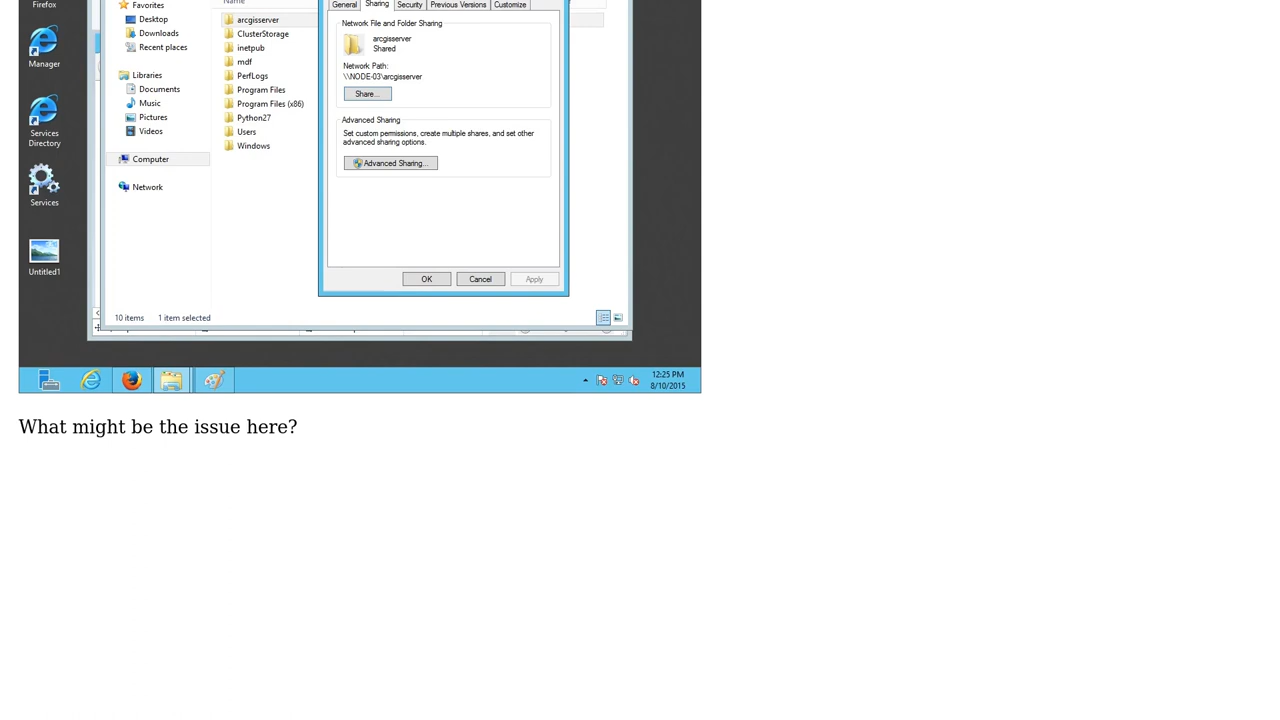 Firefox
Manager
Services
Directory
Services
Untitled1
Favorites
Desktop
Downloads
Recent places
Libraries
Documents
Music
Pictures
Videos
Computer
Network
Name
arcgisserver
ClusterStorage
inetpub
mdf
PerfLogs
Program Files
Program Files (x86)
Python27
Users
Windows
10 items 1 item selected
General Sharing Security Previous Versions Customize
Network File and Folder Sharing
arcgisserver
Shared
Network Path:
\\NODE-03\arcgisserver
Share...
Advanced Sharing
Set custom permissions, create multiple shares, and set other
advanced sharing options.
Advanced Sharing...
OK Cancel Apply
12:25 PM
8/10/2015
What might be the issue here?